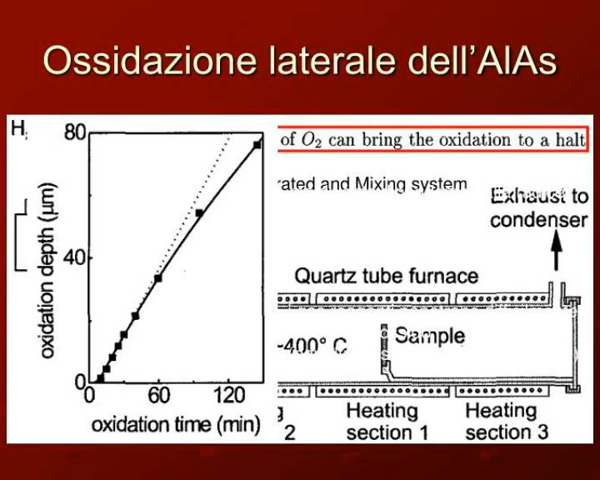 Ossidazione laterale dell'AlAs
H
80
40
0
0 60 120
oxidation depth (μm)
oxidation time (min)
of O₂ can bring the oxidation to a halt
rated and Mixing system
Exhaust to
condenser
Quartz tube furnace
-400° C
Sample
2
Heating
section 1
Heating
section 3